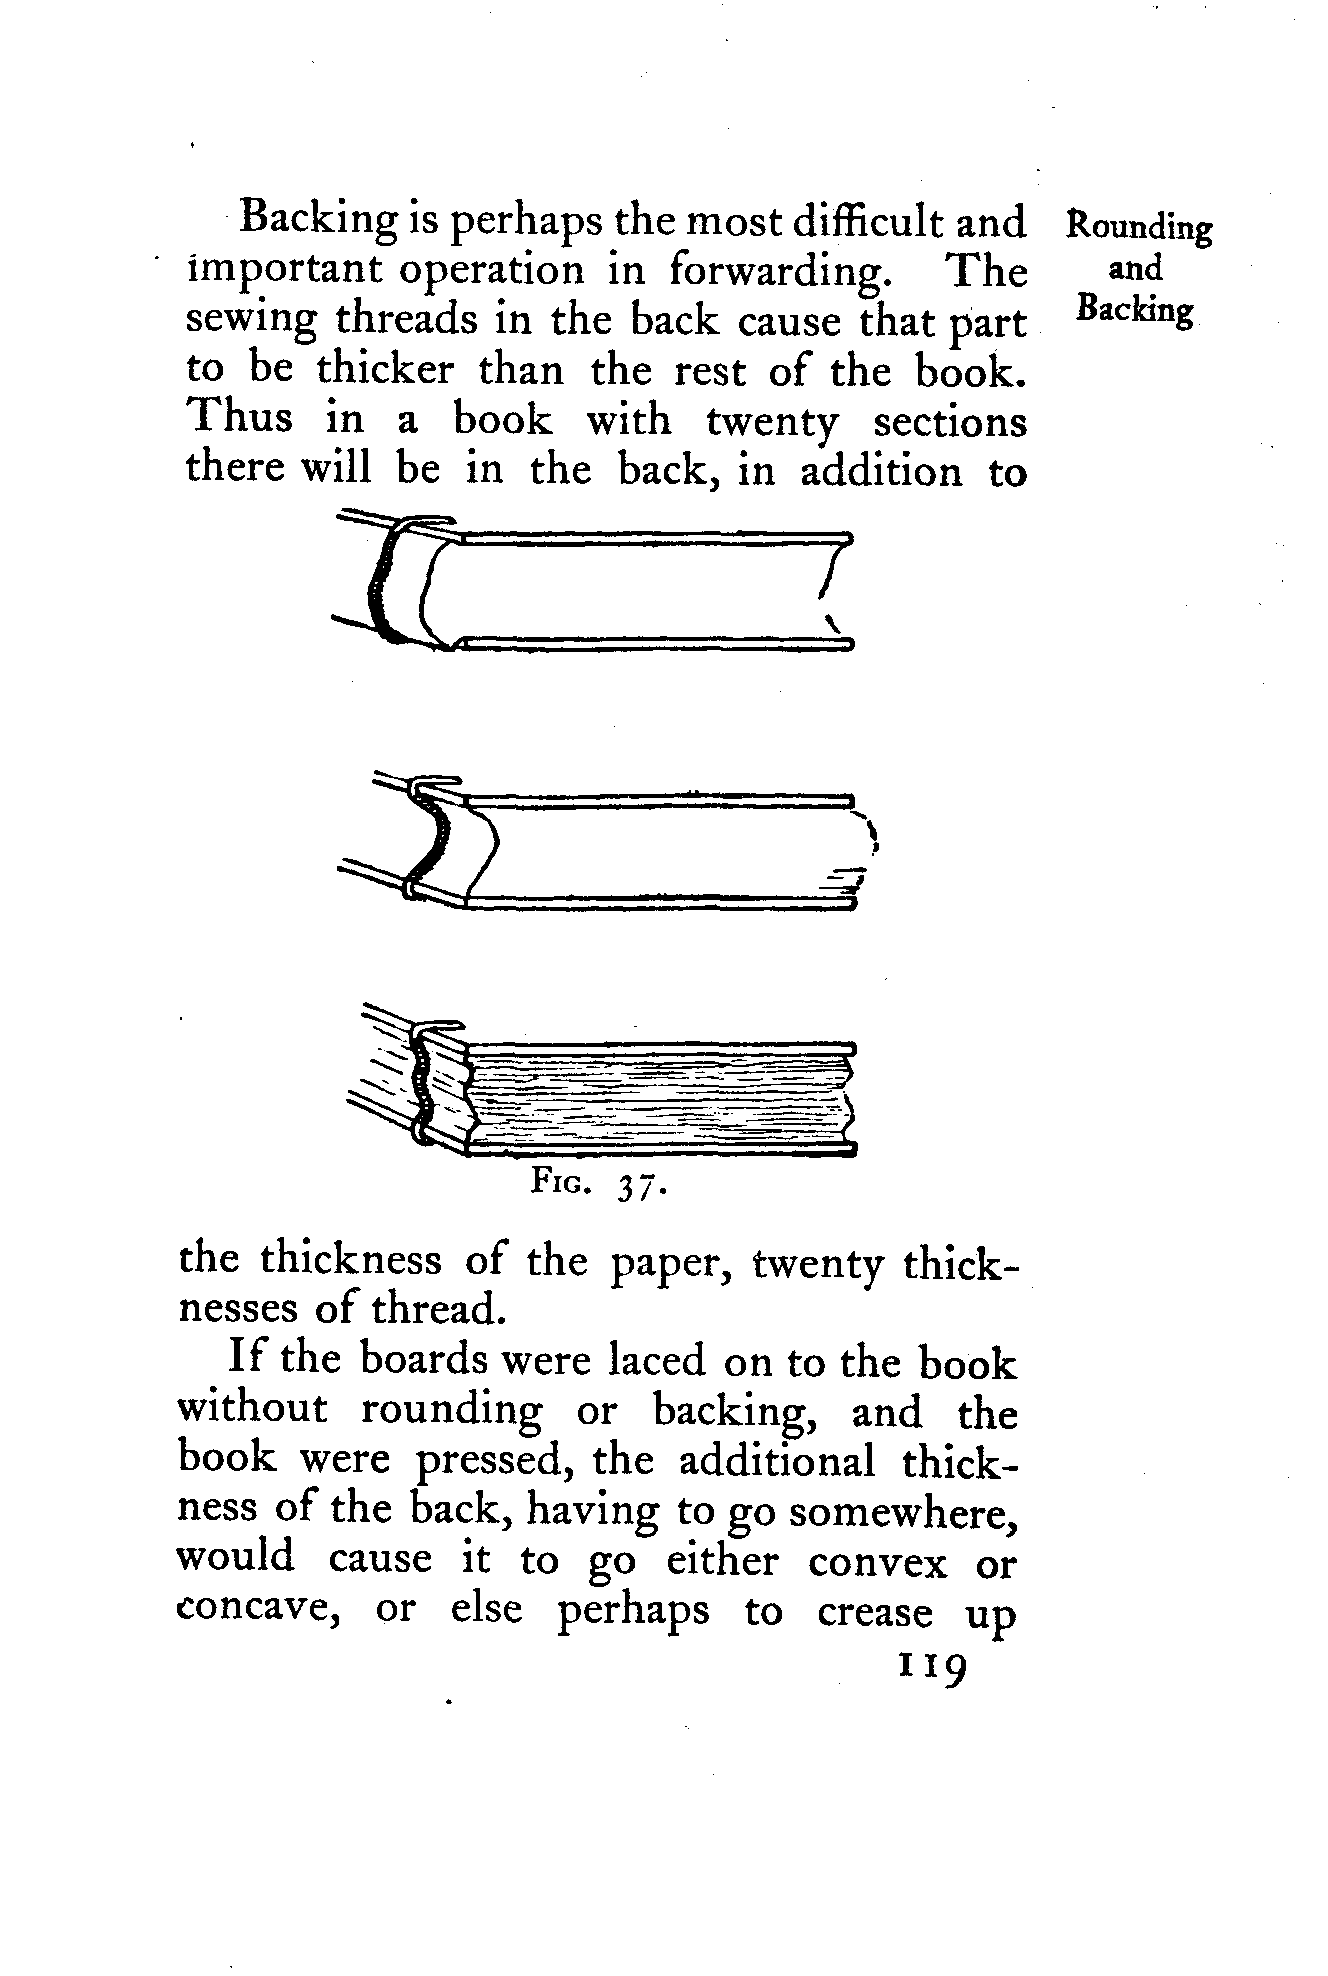 Backing is perhaps the most difficult and
important operation in forwarding. The
sewing threads in the back cause that part
to be thicker than the rest of the book.
Thus in a book with twenty sections
there will be in the back, in addition to
Rounding
and
Backing
FIG. 37.
the thickness of the paper, twenty thick-
nesses of thread.
If the boards were laced on to the book
without rounding or backing, and the
book were pressed, the additional thick-
ness of the back, having to go somewhere,
would cause it to go either convex or
concave, or else perhaps to crease up
119